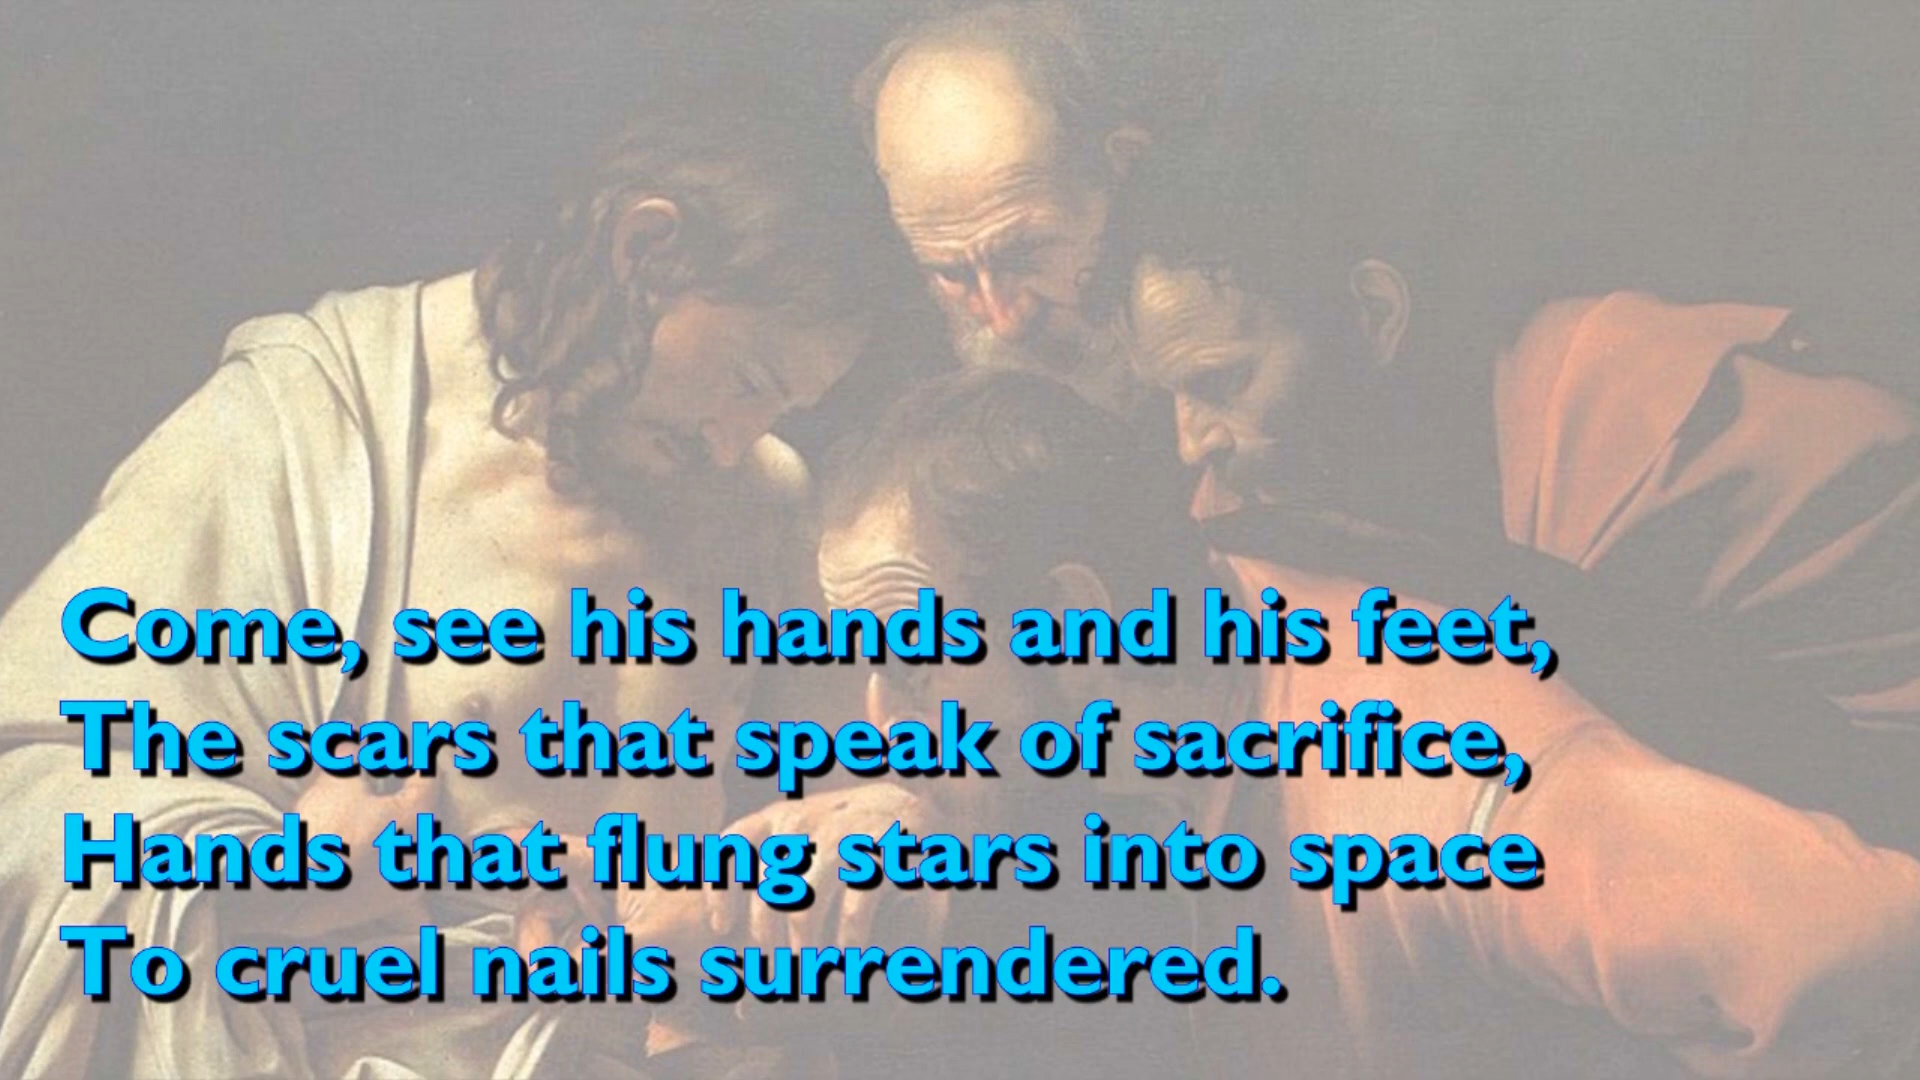 Come, see his hands and his feet,
The scars that speak of sacrifice,
Hands that flung stars into space
To cruel nails surrendered.